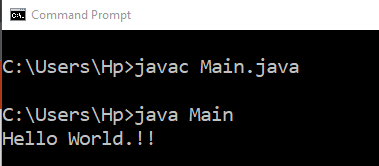 Command Prompt
C:\Users\Hp>javac Main.java
C:\Users\Hp>java Main
Hello World.!!